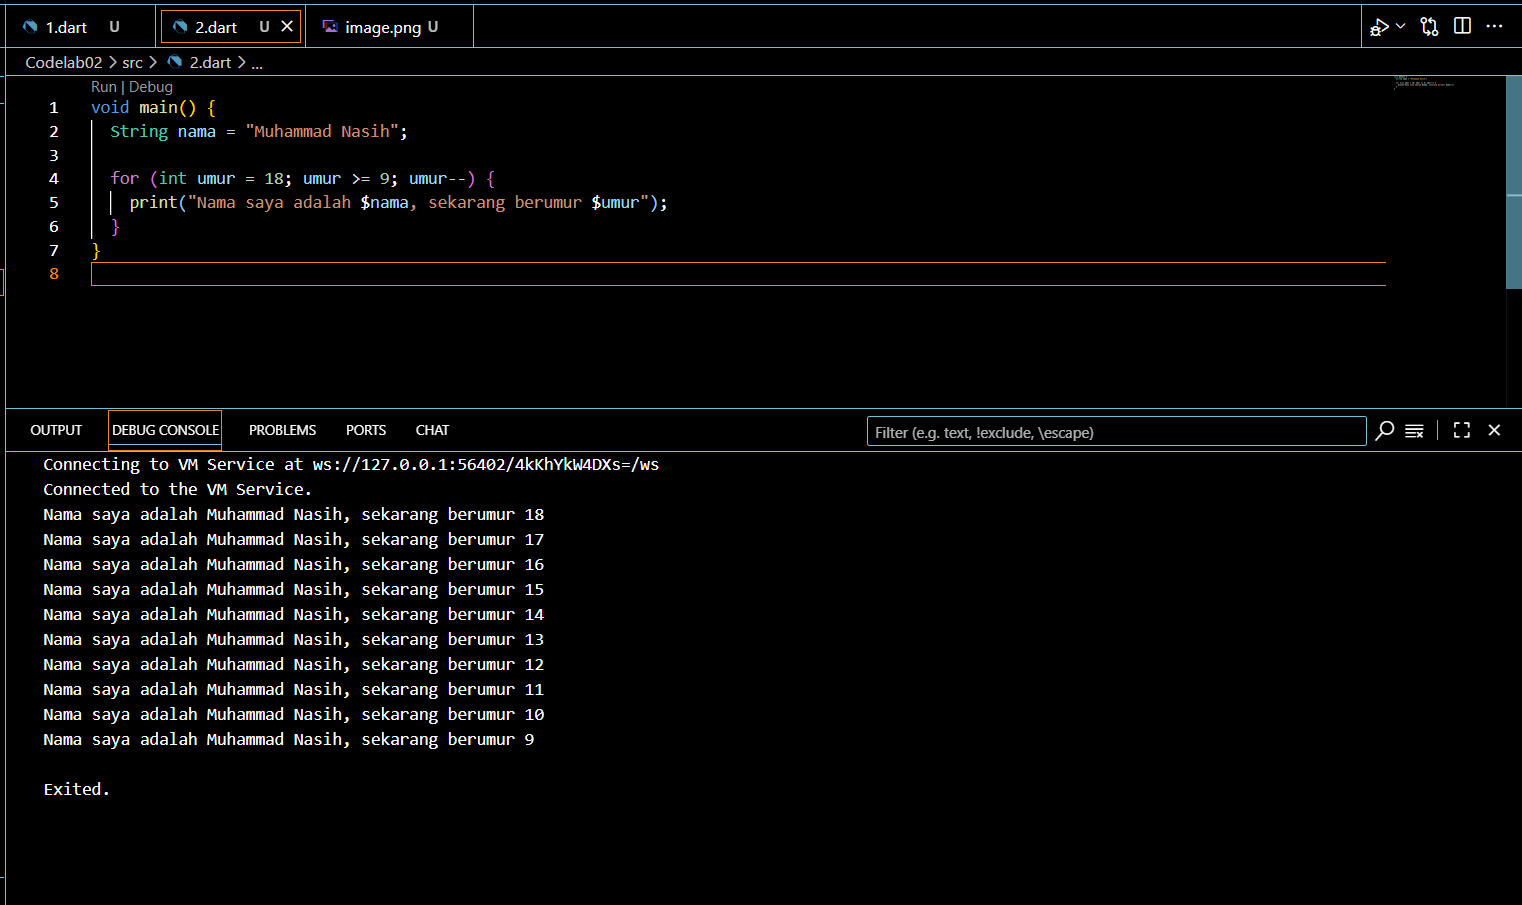 1.dart U 2.dart U image.png U
Codelab02 > src > 2.dart > ...
Run | Debug
1 void main() {
2 String nama = "Muhammad Nasih";
3
4 for (int umur = 18; umur >= 9; umur--) {
5 print("Nama saya adalah $nama, sekarang berumur $umur");
6 }
7 }
8
OUTPUT DEBUG CONSOLE PROBLEMS PORTS CHAT Filter (e.g. text, !exclude, \escape)
Connecting to VM Service at ws://127.0.0.1:56402/4kKhYkW4DXs=/ws
Connected to the VM Service.
Nama saya adalah Muhammad Nasih, sekarang berumur 18
Nama saya adalah Muhammad Nasih, sekarang berumur 17
Nama saya adalah Muhammad Nasih, sekarang berumur 16
Nama saya adalah Muhammad Nasih, sekarang berumur 15
Nama saya adalah Muhammad Nasih, sekarang berumur 14
Nama saya adalah Muhammad Nasih, sekarang berumur 13
Nama saya adalah Muhammad Nasih, sekarang berumur 12
Nama saya adalah Muhammad Nasih, sekarang berumur 11
Nama saya adalah Muhammad Nasih, sekarang berumur 10
Nama saya adalah Muhammad Nasih, sekarang berumur 9
Exited.